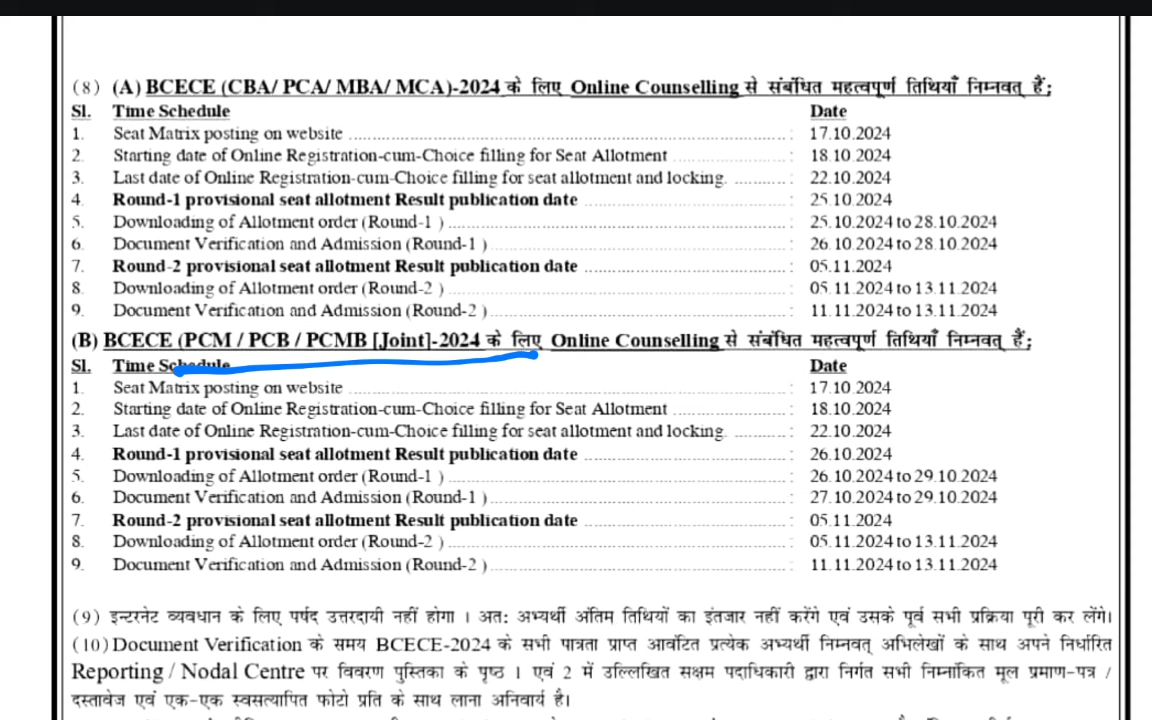 (8) (A) BCECE (CBA/ PCA/ MBA/ MCA)-2024 के लिए Online Counselling से संबंधित महत्वपूर्ण तिथियाँ निम्नवत् हैं;
Sl. Time Schedule Date
1. Seat Matrix posting on website : 17.10.2024
2. Starting date of Online Registration-cum-Choice filling for Seat Allotment : 18.10.2024
3. Last date of Online Registration-cum-Choice filling for seat allotment and locking. : 22.10.2024
4. Round-1 provisional seat allotment Result publication date : 25.10.2024
5. Downloading of Allotment order (Round-1 ) : 25.10.2024 to 28.10.2024
6. Document Verification and Admission (Round-1 ) : 26.10.2024 to 28.10.2024
7. Round-2 provisional seat allotment Result publication date : 05.11.2024
8. Downloading of Allotment order (Round-2 ) : 05.11.2024 to 13.11.2024
9. Document Verification and Admission (Round-2 ) : 11.11.2024 to 13.11.2024
(B) BCECE (PCM / PCB / PCMB [Joint]-2024 के लिए Online Counselling से संबंधित महत्वपूर्ण तिथियाँ निम्नवत् हैं;
Sl. Time Schedule Date
1. Seat Matrix posting on website : 17.10.2024
2. Starting date of Online Registration-cum-Choice filling for Seat Allotment : 18.10.2024
3. Last date of Online Registration-cum-Choice filling for seat allotment and locking. : 22.10.2024
4. Round-1 provisional seat allotment Result publication date : 26.10.2024
5. Downloading of Allotment order (Round-1 ) : 26.10.2024 to 29.10.2024
6. Document Verification and Admission (Round-1 ) : 27.10.2024 to 29.10.2024
7. Round-2 provisional seat allotment Result publication date : 05.11.2024
8. Downloading of Allotment order (Round-2 ) : 05.11.2024 to 13.11.2024
9. Document Verification and Admission (Round-2 ) : 11.11.2024 to 13.11.2024
(9) इन्टरनेट व्यवधान के लिए पर्षद उत्तरदायी नहीं होगा । अत: अभ्यर्थी अंतिम तिथियों का इंतजार नहीं करेंगे एवं उसके पूर्व सभी प्रक्रिया पूरी कर लेंगे।
(10) Document Verification के समय BCECE-2024 के सभी पात्रता प्राप्त आवंटित प्रत्येक अभ्यर्थी निम्नवत् अभिलेखों के साथ अपने निर्धारित
Reporting / Nodal Centre पर विवरण पुस्तिका के पृष्ठ 1 एवं 2 में उल्लिखित सक्षम पदाधिकारी द्वारा निर्गत सभी निम्नांकित मूल प्रमाण-पत्र /
दस्तावेज एवं एक-एक स्वसत्यापित फोटो प्रति के साथ लाना अनिवार्य है।